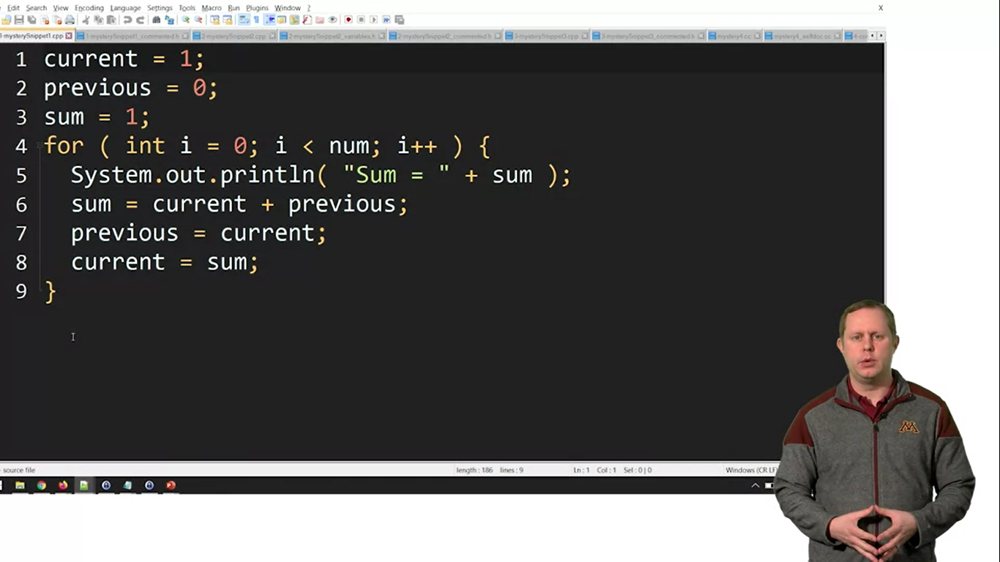 Edit Search View Encoding Language Settings Tools Macro Run Plugins Window ? X
1-mysterySnippet1.cpp 1-mysterySnippet1_commented.h 2-mysterySnippet2.cpp 2-mysterySnippet2_variables.h 2-mysterySnippet2_commented.h 3-mysterySnippet3.cpp 3-mysterySnippet3_commented.h mystery4.cc mystery4_selfdoc.cc
1 current = 1;
2 previous = 0;
3 sum = 1;
4 for ( int i = 0; i < num; i++ ) {
5 System.out.println( "Sum = " + sum );
6 sum = current + previous;
7 previous = current;
8 current = sum;
9 }
source file length : 186 lines : 9 Ln : 1 Col : 1 Sel : 0 | 0 Windows (CR LF)
M